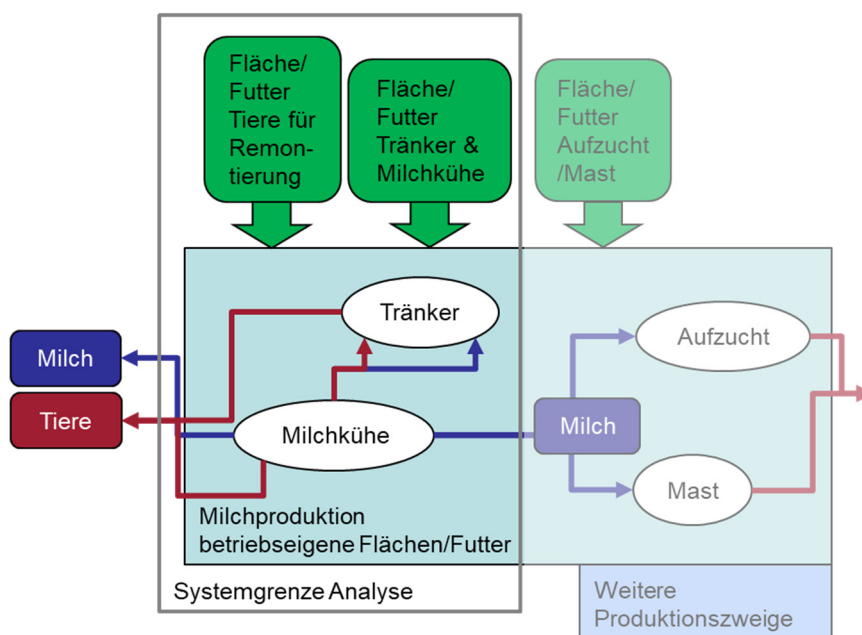 Fläche/
Futter
Tiere für
Remon-
tierung
Fläche/
Futter
Tränker &
Milchkühe
Fläche/
Futter
Aufzucht
/Mast
Tränker
Aufzucht
Milch
Tiere
Milchkühe
Milch
Mast
Milchproduktion
betriebseigene Flächen/Futter
Systemgrenze Analyse
Weitere
Produktionszweige